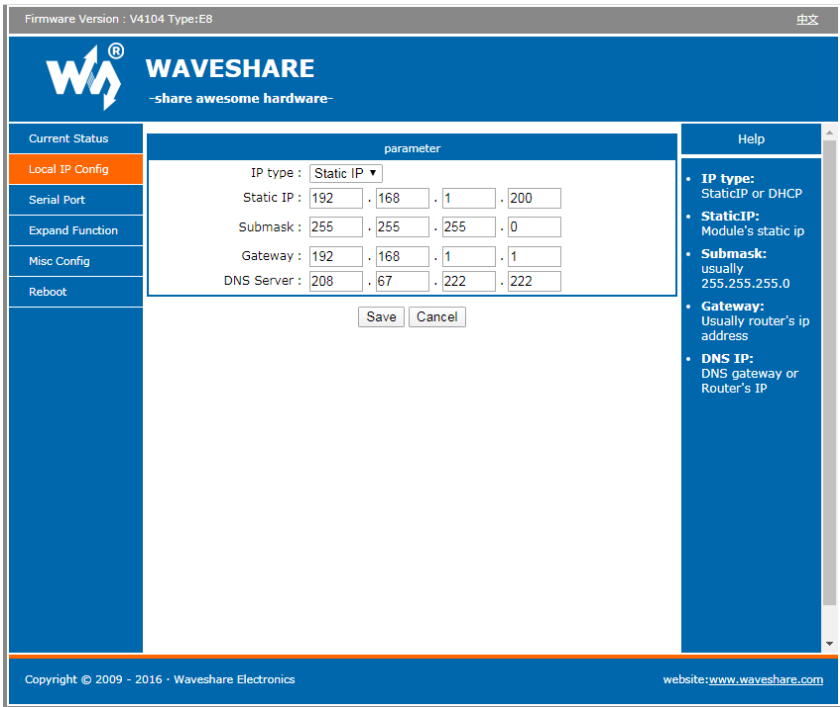 Firmware Version : V4104 Type:E8
中文
WAVESHARE
-share awesome hardware-
®
Current Status
Local IP Config
Serial Port
Expand Function
Misc Config
Reboot
parameter
IP type : Static IP
Static IP : 192 . 168 . 1 . 200
Submask : 255 . 255 . 255 . 0
Gateway : 192 . 168 . 1 . 1
DNS Server : 208 . 67 . 222 . 222
Save Cancel
Help
• IP type:
StaticIP or DHCP
• StaticIP:
Module's static ip
• Submask:
usually
255.255.255.0
• Gateway:
Usually router's ip
address
• DNS IP:
DNS gateway or
Router's IP
Copyright © 2009 - 2016 · Waveshare Electronics
website:www.waveshare.com